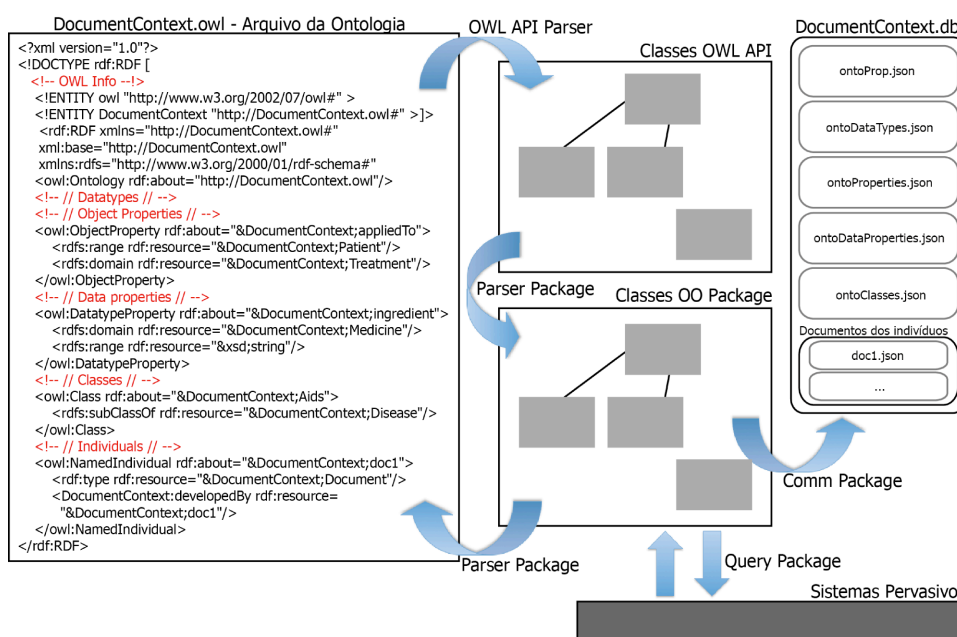 DocumentContext.owl - Arquivo da Ontologia
<?xml version="1.0"?>
<!DOCTYPE rdf:RDF [
<!-- OWL Info --!>
<!ENTITY owl "http://www.w3.org/2002/07/owl#" >
<!ENTITY DocumentContext "http://DocumentContext.owl#" >]>
<rdf:RDF xmlns="http://DocumentContext.owl#"
xml:base="http://DocumentContext.owl"
xmlns:rdfs="http://www.w3.org/2000/01/rdf-schema#"
<owl:Ontology rdf:about="http://DocumentContext.owl"/>
<!-- // Datatypes // -->
<!-- // Object Properties // -->
<owl:ObjectProperty rdf:about="&DocumentContext;appliedTo">
<rdfs:range rdf:resource="&DocumentContext;Patient"/>
<rdfs:domain rdf:resource="&DocumentContext;Treatment"/>
</owl:ObjectProperty>
<!-- // Data properties // -->
<owl:DatatypeProperty rdf:about="&DocumentContext;ingredient">
<rdfs:domain rdf:resource="&DocumentContext;Medicine"/>
<rdfs:range rdf:resource="&xsd;string"/>
</owl:DatatypeProperty>
<!-- // Classes // -->
<owl:Class rdf:about="&DocumentContext;Aids">
<rdfs:subClassOf rdf:resource="&DocumentContext;Disease"/>
</owl:Class>
<!-- // Individuals // -->
<owl:NamedIndividual rdf:about="&DocumentContext;doc1">
<rdf:type rdf:resource="&DocumentContext;Document"/>
<DocumentContext:developedBy rdf:resource=
"&DocumentContext;doc1"/>
</owl:NamedIndividual>
</rdf:RDF>
OWL API Parser
Classes OWL API
Parser Package
Classes OO Package
Parser Package
Comm Package
Query Package
Sistemas Pervasivo
DocumentContext.db
ontoProp.json
ontoDataTypes.json
ontoProperties.json
ontoDataProperties.json
ontoClasses.json
Documentos dos indivíduos
doc1.json
...